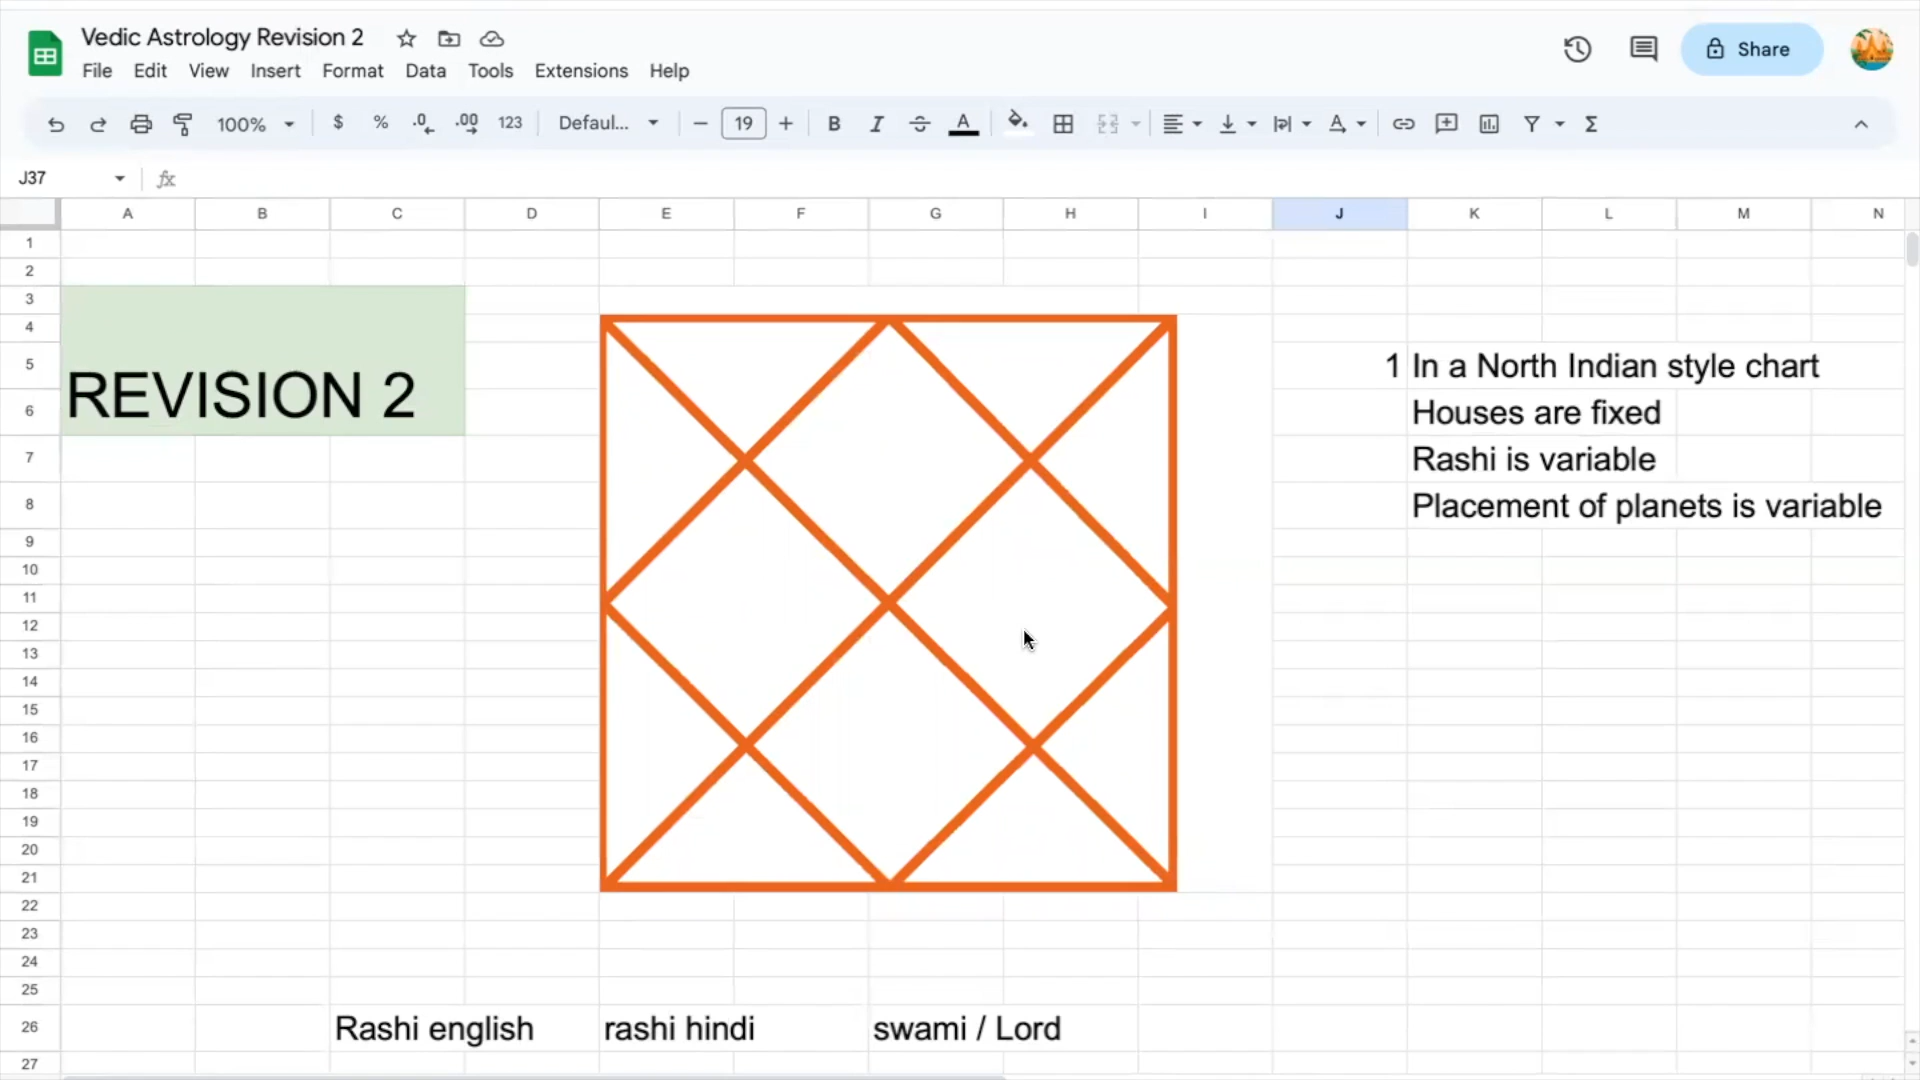 Vedic Astrology Revision 2
File Edit View Insert Format Data Tools Extensions Help
Share
100% $ % .0 .00 123 Defaul... 19 B I A
J37 fx
A B C D E F G H I J K L M N
1
2
3
4
5 1 In a North Indian style chart
REVISION 2
6 Houses are fixed
7 Rashi is variable
8 Placement of planets is variable
9
10
11
12
13
14
15
16
17
18
19
20
21
22
23
24
25
26 Rashi english rashi hindi swami / Lord
27